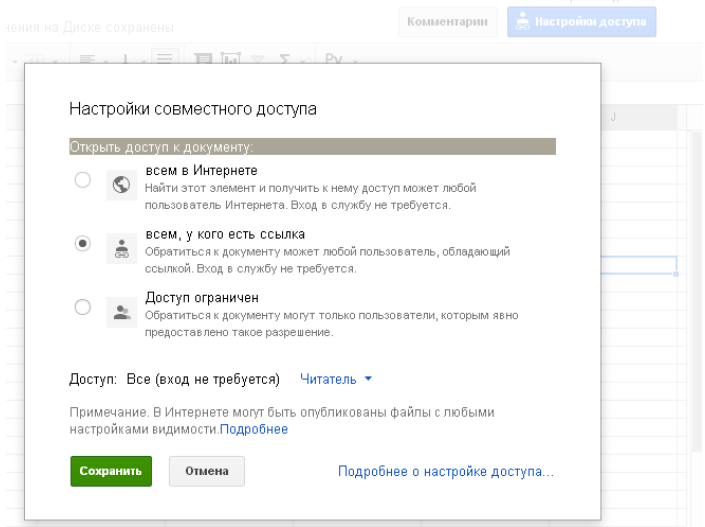 нения на Диске сохранены
Комментарии
Настройки доступа
Настройки совместного доступа
J
Открыть доступ к документу:
всем в Интернете
Найти этот элемент и получить к нему доступ может любой
пользователь Интернета. Вход в службу не требуется.
всем, у кого есть ссылка
Обратиться к документу может любой пользователь, обладающий
ссылкой. Вход в службу не требуется.
Доступ ограничен
Обратиться к документу могут только пользователи, которым явно
предоставлено такое разрешение.
Доступ: Все (вход не требуется) Читатель
Примечание. В Интернете могут быть опубликованы файлы с любыми
настройками видимости.Подробнее
Сохранить Отмена Подробнее о настройке доступа...